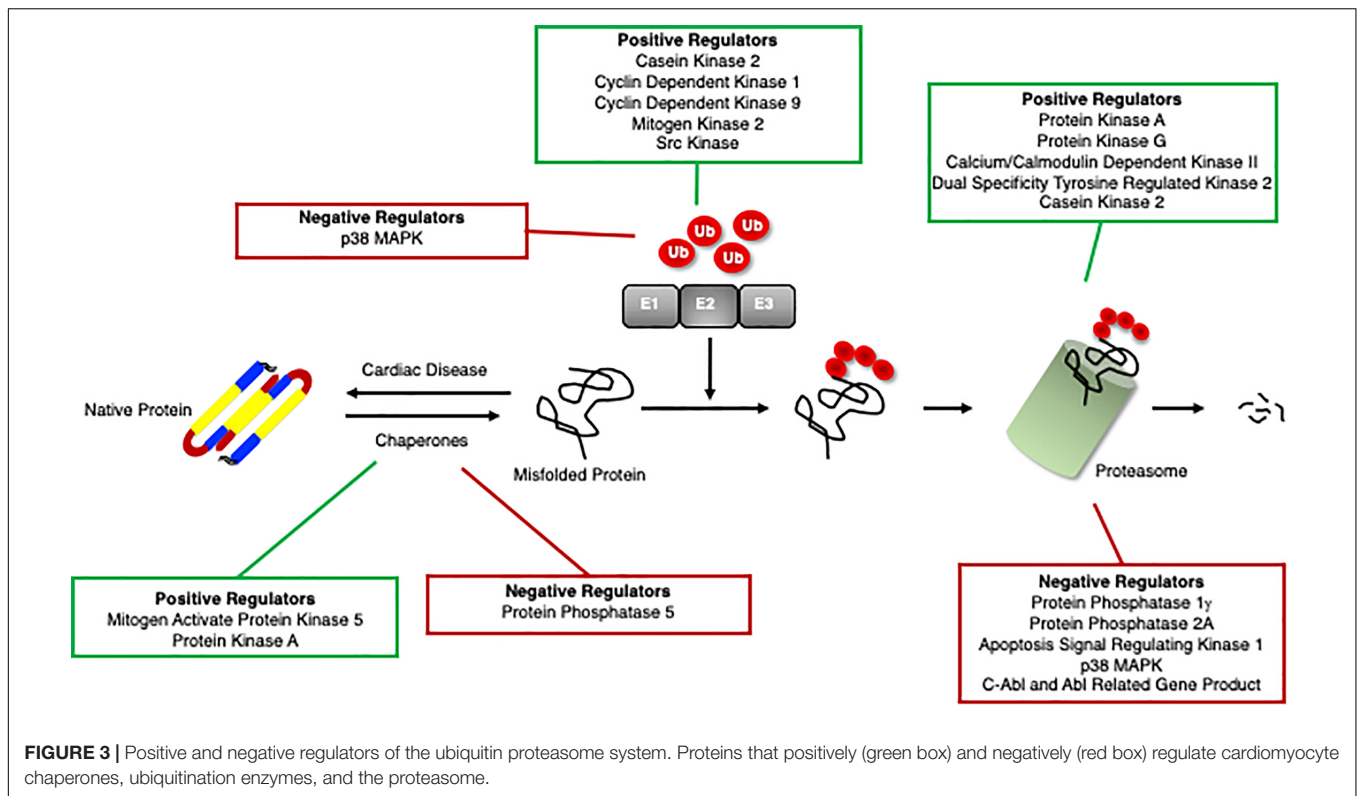 Positive Regulators
Casein Kinase 2
Cyclin Dependent Kinase 1
Cyclin Dependent Kinase 9
Mitogen Kinase 2
Src Kinase
Positive Regulators
Protein Kinase A
Protein Kinase G
Calcium/Calmodulin Dependent Kinase II
Dual Specificity Tyrosine Regulated Kinase 2
Casein Kinase 2
Negative Regulators
p38 MAPK
Ub
Ub
Ub
Ub
E1
E2
E3
Cardiac Disease
Native Protein
Chaperones
Misfolded Protein
Proteasome
Positive Regulators
Mitogen Activate Protein Kinase 5
Protein Kinase A
Negative Regulators
Protein Phosphatase 5
Negative Regulators
Protein Phosphatase 1γ
Protein Phosphatase 2A
Apoptosis Signal Regulating Kinase 1
p38 MAPK
C-Abl and Abl Related Gene Product
FIGURE 3 | Positive and negative regulators of the ubiquitin proteasome system. Proteins that positively (green box) and negatively (red box) regulate cardiomyocyte
chaperones, ubiquitination enzymes, and the proteasome.